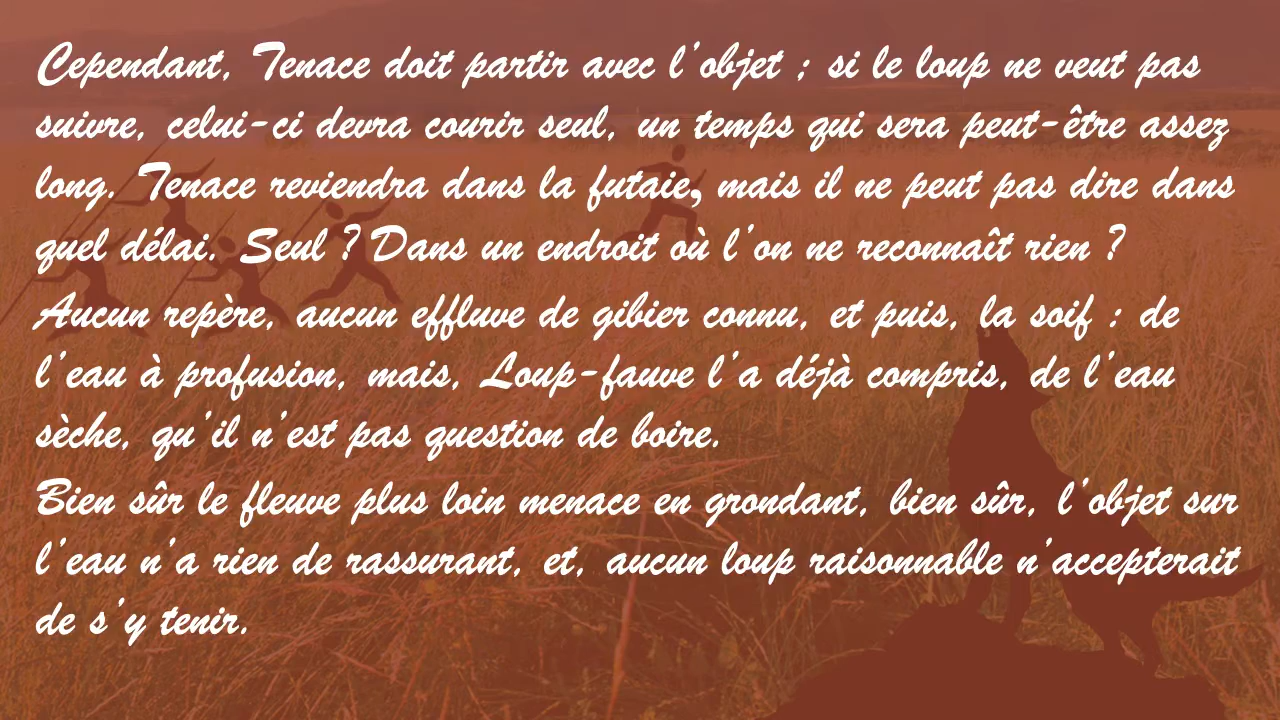 Cependant, Tenace doit partir avec l'objet ; si le loup ne veut pas
suivre, celui-ci devra courir seul, un temps qui sera peut-être assez
long. Tenace reviendra dans la futaie, mais il ne peut pas dire dans
quel délai. Seul ? Dans un endroit où l'on ne reconnaît rien ?
Aucun repère, aucun effluve de gibier connu, et puis, la soif : de
l'eau à profusion, mais, Loup-fauve l'a déjà compris, de l'eau
sèche, qu'il n'est pas question de boire.
Bien sûr le fleuve plus loin menace en grondant, bien sûr, l'objet sur
l'eau n'a rien de rassurant, et, aucun loup raisonnable n'accepterait
de s'y tenir.